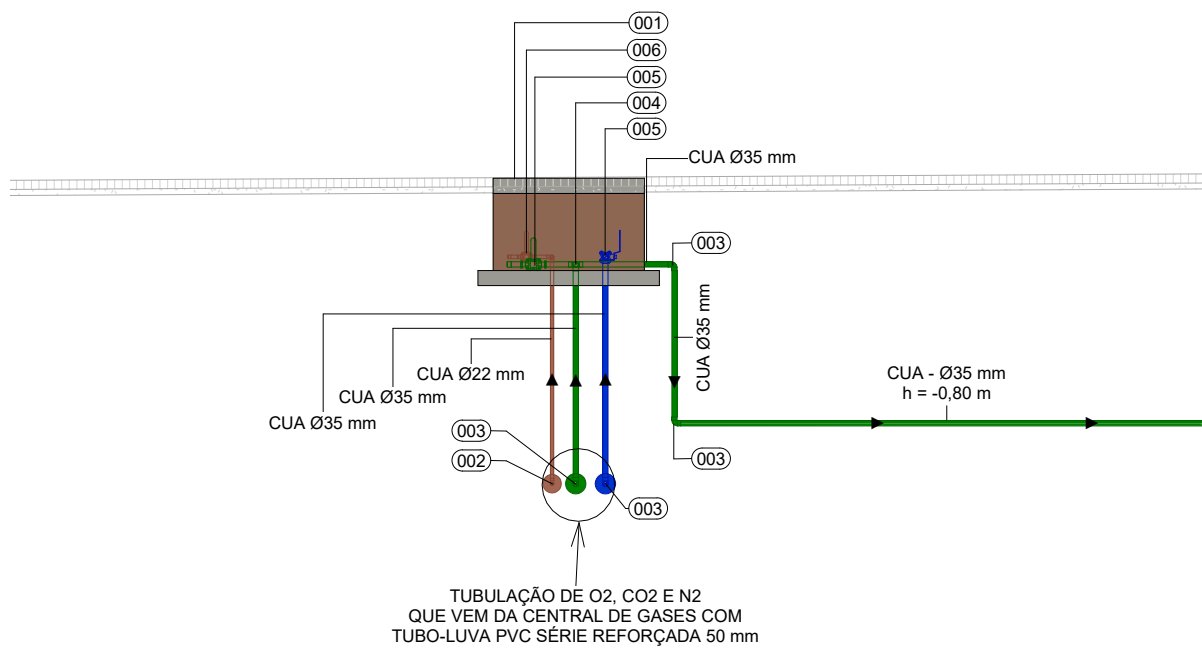 001
006
005
004
005
CUA Ø35 mm
003
CUA Ø35 mm
CUA Ø22 mm
CUA Ø35 mm
CUA Ø35 mm
CUA - Ø35 mm
h = -0,80 m
003
002
003
003
TUBULAÇÃO DE O2, CO2 E N2
QUE VEM DA CENTRAL DE GASES COM
TUBO-LUVA PVC SÉRIE REFORÇADA 50 mm